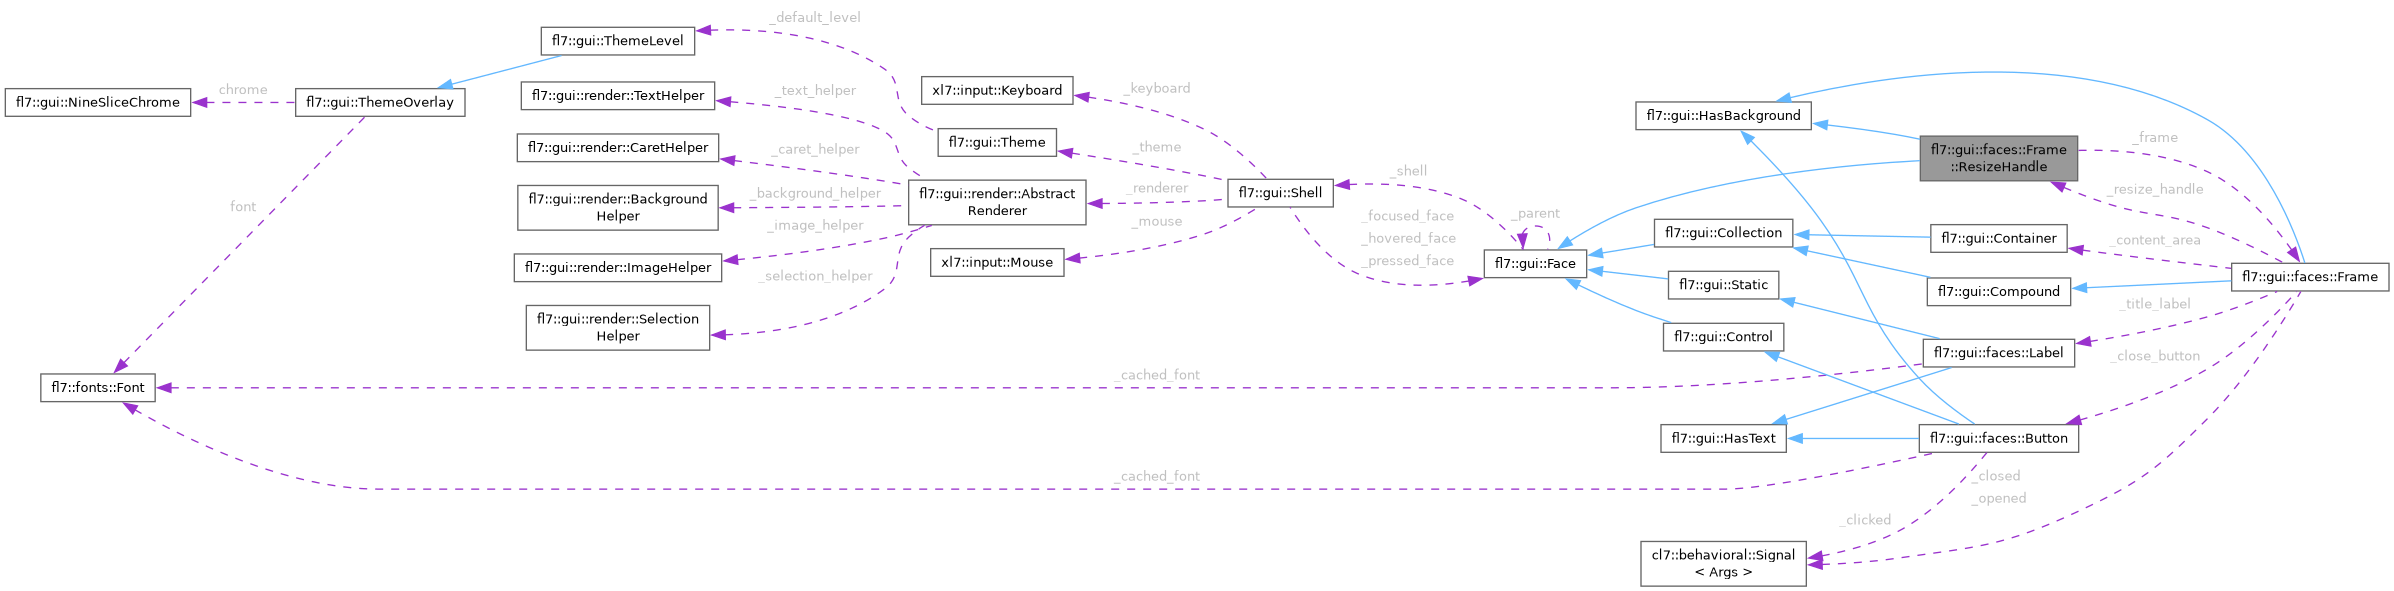 _default_level
fl7::gui::ThemeLevel
chrome
fl7::gui::NineSliceChrome
fl7::gui::ThemeOverlay
font
fl7::fonts::Font
fl7::gui::render::TextHelper
_text_helper
fl7::gui::render::CaretHelper
_caret_helper
fl7::gui::render::Background
Helper
_background_helper
fl7::gui::render::ImageHelper
_image_helper
fl7::gui::render::Selection
Helper
_selection_helper
xl7::input::Keyboard
_keyboard
fl7::gui::Theme
_theme
fl7::gui::render::Abstract
Renderer
_renderer
xl7::input::Mouse
_mouse
fl7::gui::Shell
_shell
_focused_face
_hovered_face
_pressed_face
_parent
fl7::gui::Face
fl7::gui::HasBackground
fl7::gui::faces::Frame
::ResizeHandle
_frame
_resize_handle
fl7::gui::Collection
fl7::gui::Container
_content_area
fl7::gui::Static
fl7::gui::Compound
fl7::gui::faces::Frame
_title_label
fl7::gui::Control
fl7::gui::faces::Label
_close_button
_cached_font
fl7::gui::HasText
fl7::gui::faces::Button
_cached_font
_closed
_opened
_clicked
cl7::behavioral::Signal
< Args >